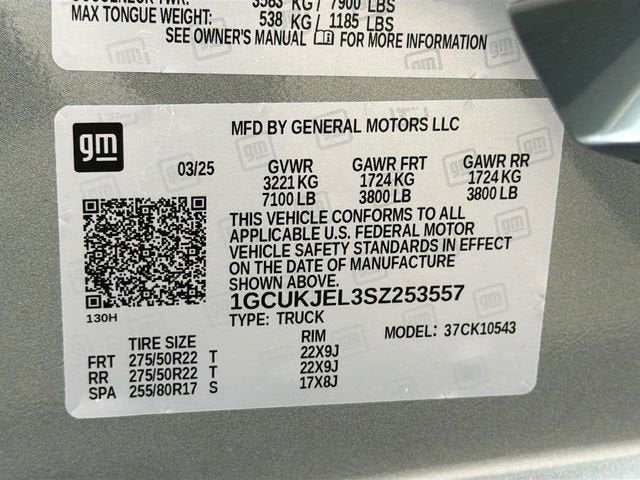 3583 KG / 7900 LBS
MAX TONGUE WEIGHT: 538 KG / 1185 LBS
SEE OWNER'S MANUAL FOR MORE INFORMATION
gm
MFD BY GENERAL MOTORS LLC
03/25 GVWR GAWR FRT GAWR RR
3221 KG 1724 KG 1724 KG
7100 LB 3800 LB 3800 LB
THIS VEHICLE CONFORMS TO ALL
APPLICABLE U.S. FEDERAL MOTOR
VEHICLE SAFETY STANDARDS IN EFFECT
ON THE DATE OF MANUFACTURE
SHOWN ABOVE.
1GCUKJEL3SZ253557
130H
TYPE: TRUCK MODEL: 37CK10543
TIRE SIZE RIM
FRT 275/50R22 T 22X9J
RR 275/50R22 T 22X9J
SPA 255/80R17 S 17X8J